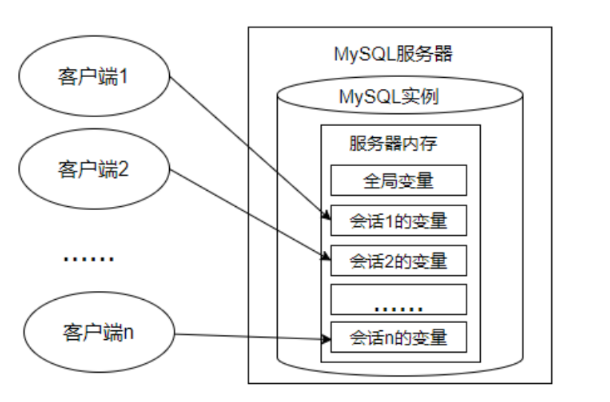 客户端1
客户端2
……
客户端n
MySQL服务器
MySQL实例
服务器内存
全局变量
会话1的变量
会话2的变量
……
会话n的变量